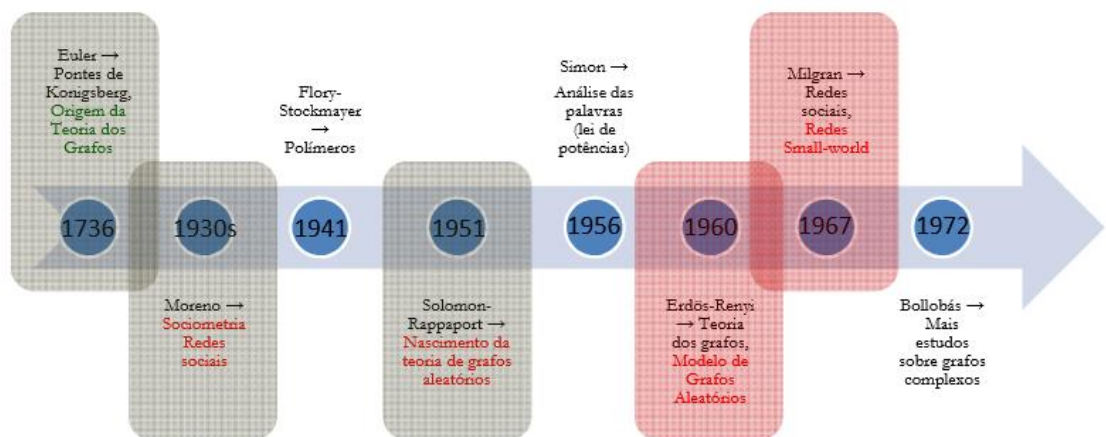 Euler →
Pontes de
Konigsberg,
Origem da
Teoria dos
Grafos
1736
1930s
Moreno →
Sociometria
Redes
sociais
Flory-
Stockmayer
→
Polímeros
1941
1951
Solomon-
Rappaport →
Nascimento da
teoria de grafos
aleatórios
Simon →
Análise das
palavras
(lei de
potências)
1956
1960
Erdös-Renyi
→ Teoria
dos grafos,
Modelo de
Grafos
Aleatórios
Milgran →
Redes
sociais,
Redes
Small-world
1967
1972
Bollobás →
Mais
estudos
sobre grafos
complexos